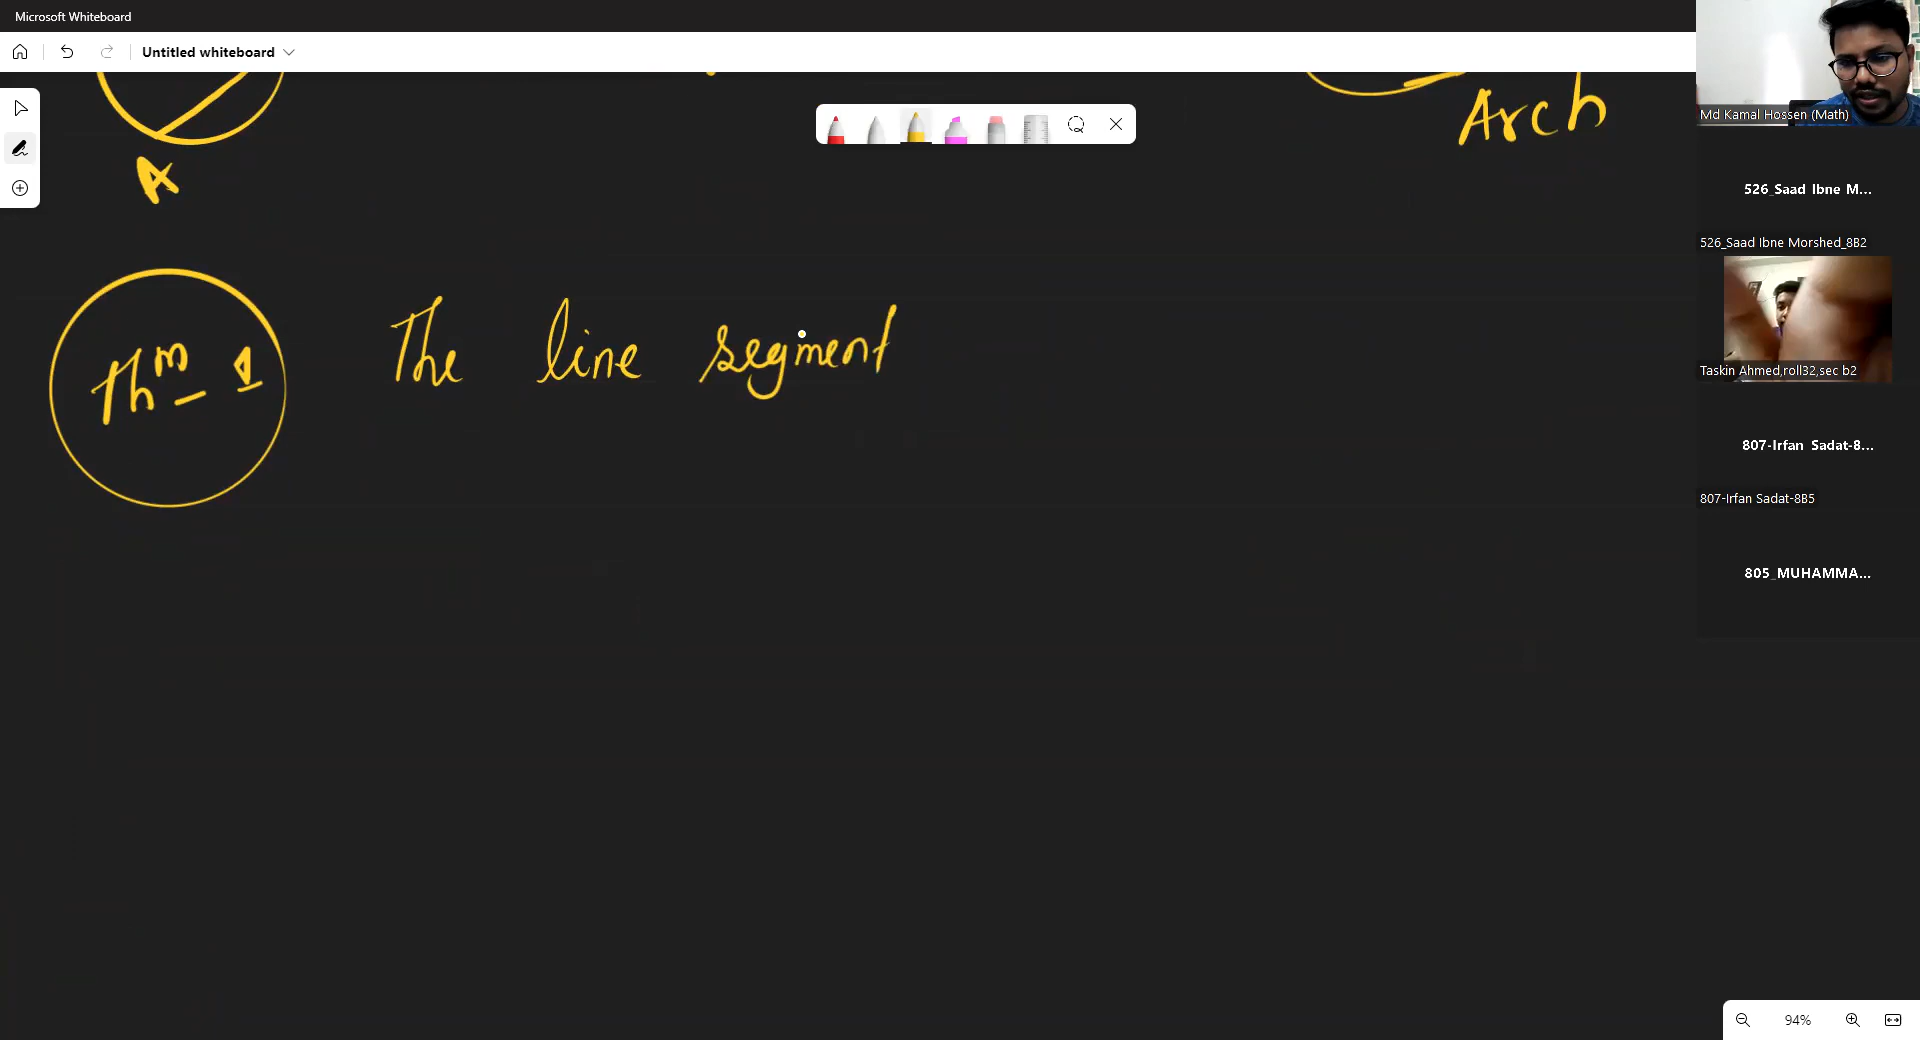 Microsoft Whiteboard
Untitled whiteboard
Md Kamal Hossen (Math)
Arch
A
526_Saad Ibne M...
526_Saad Ibne Morshed_8B2
Thm - 1
The line segment
Taskin Ahmed,roll32,sec b2
807-Irfan Sadat-8...
807-Irfan Sadat-8B5
805_MUHAMMA...
94%